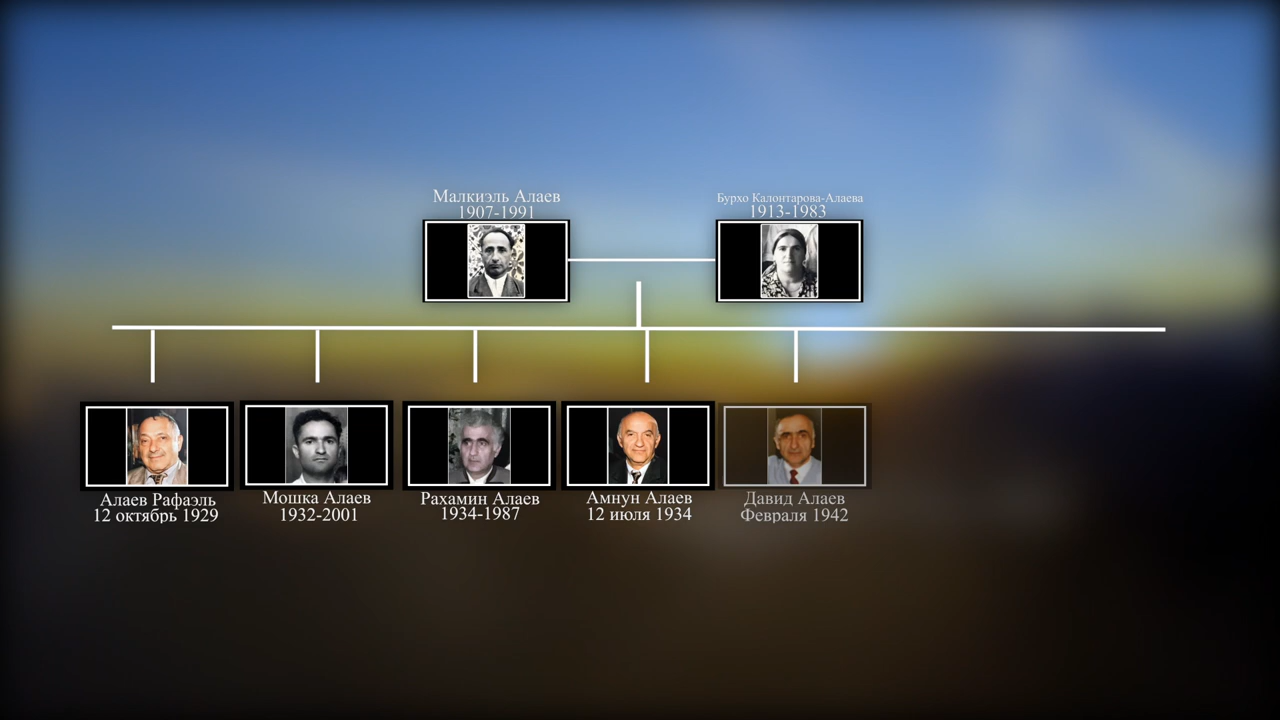 Малкиэль Алаев
1907-1991
Бурхо Калонтарова-Алаева
1913-1983
Алаев Рафаэль
12 октябрь 1929
Мошка Алаев
1932-2001
Рахамин Алаев
1934-1987
Амнун Алаев
12 июля 1934
Давид Алаев
Февраля 1942